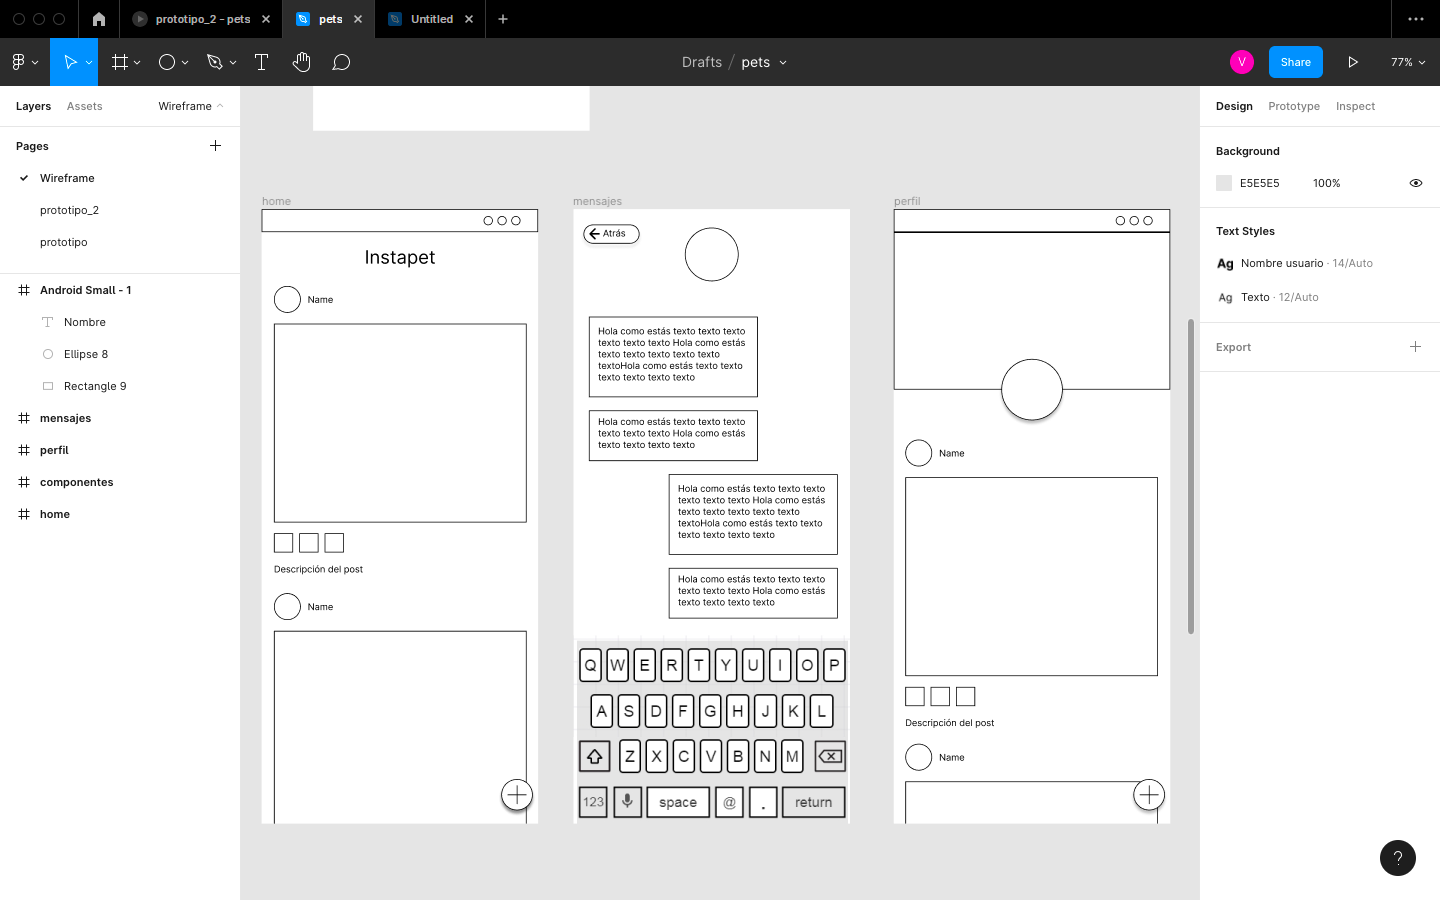 prototipo_2 - pets
pets
Untitled
Drafts / pets
V
Share
77%
Layers
Assets
Wireframe
Pages
Wireframe
prototipo_2
prototipo
Android Small - 1
Nombre
Ellipse 8
Rectangle 9
mensajes
perfil
componentes
home
home
Instapet
Name
Descripción del post
Name
mensajes
Atrás
Hola como estás texto texto texto
texto texto texto Hola como estás
texto texto texto texto texto
textoHola como estás texto texto
texto texto texto texto
Hola como estás texto texto texto
texto texto texto Hola como estás
texto texto texto texto
Hola como estás texto texto texto
texto texto texto Hola como estás
texto texto texto texto texto
textoHola como estás texto texto
texto texto texto texto
Hola como estás texto texto texto
texto texto texto Hola como estás
texto texto texto texto
Q W E R T Y U I O P
A S D F G H J K L
Z X C V B N M
123 space @ . return
perfil
Name
Descripción del post
Name
Design
Prototype
Inspect
Background
E5E5E5
100%
Text Styles
Ag Nombre usuario · 14/Auto
Ag Texto · 12/Auto
Export
?